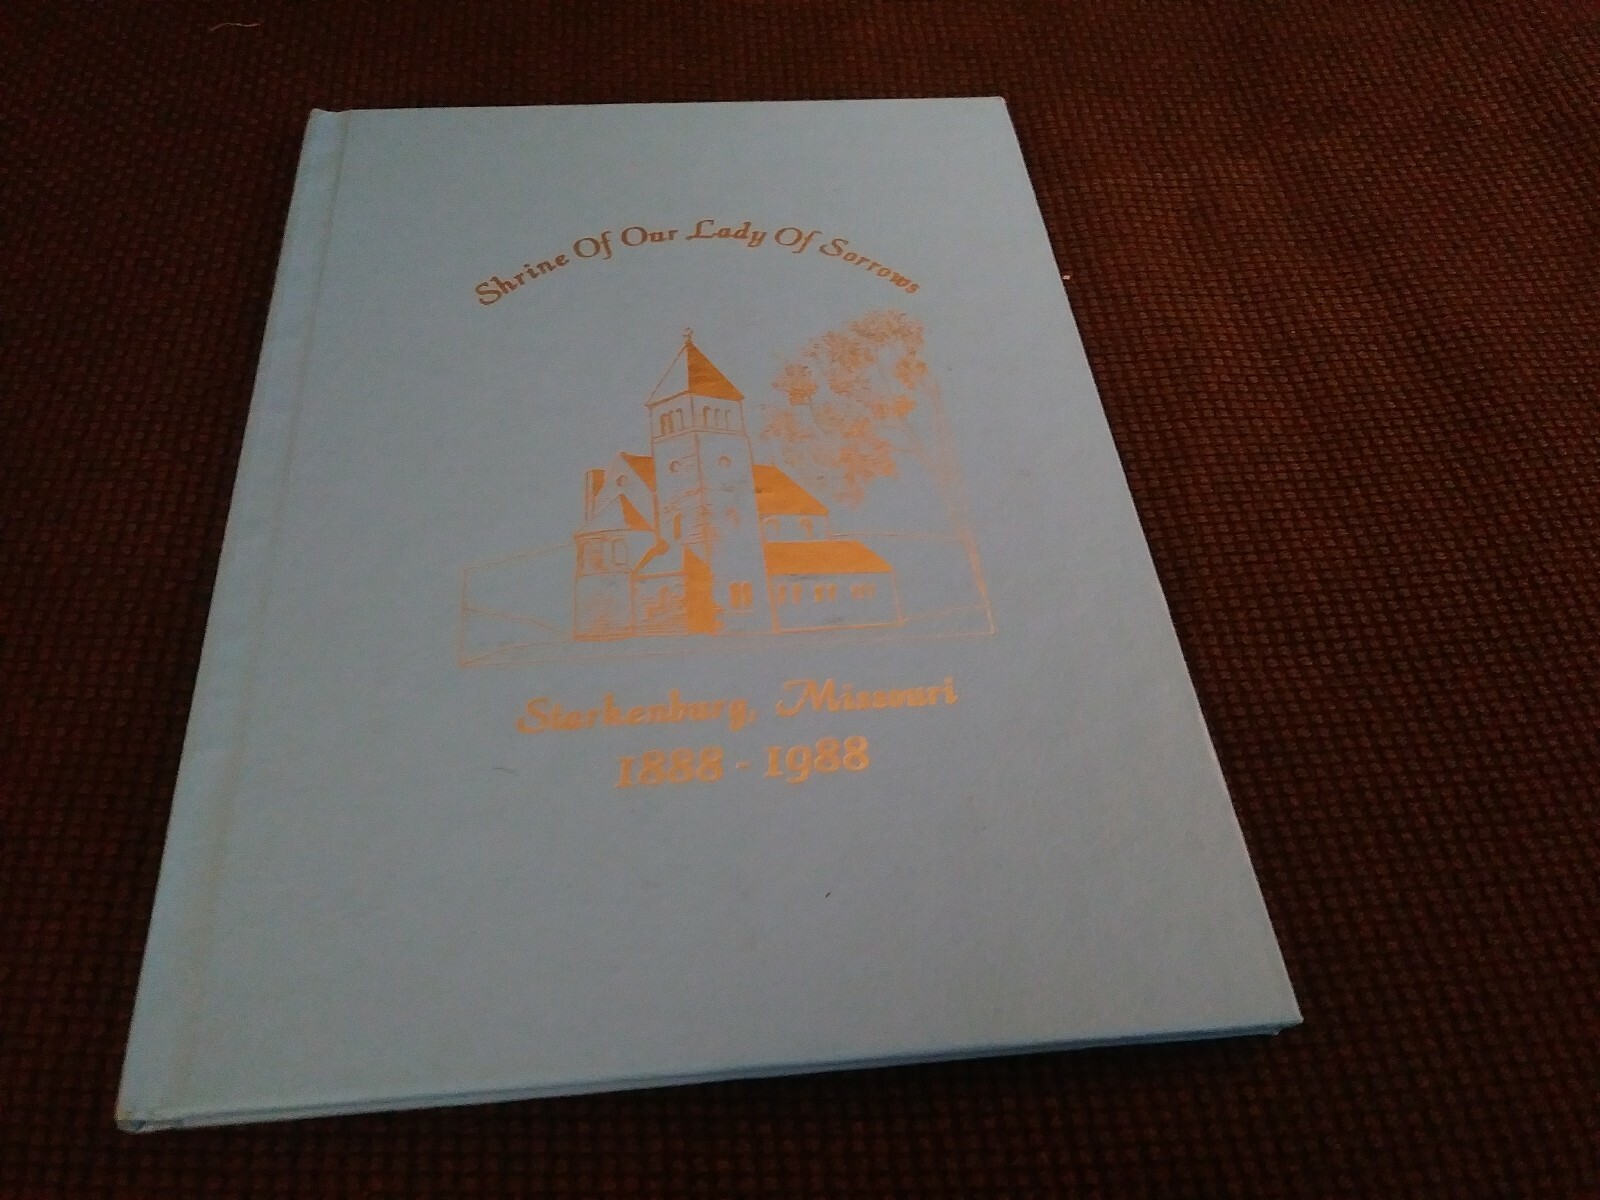 Shrine Of Our Lady Of Sorrows
Starkenburg, Missouri
1888 - 1988